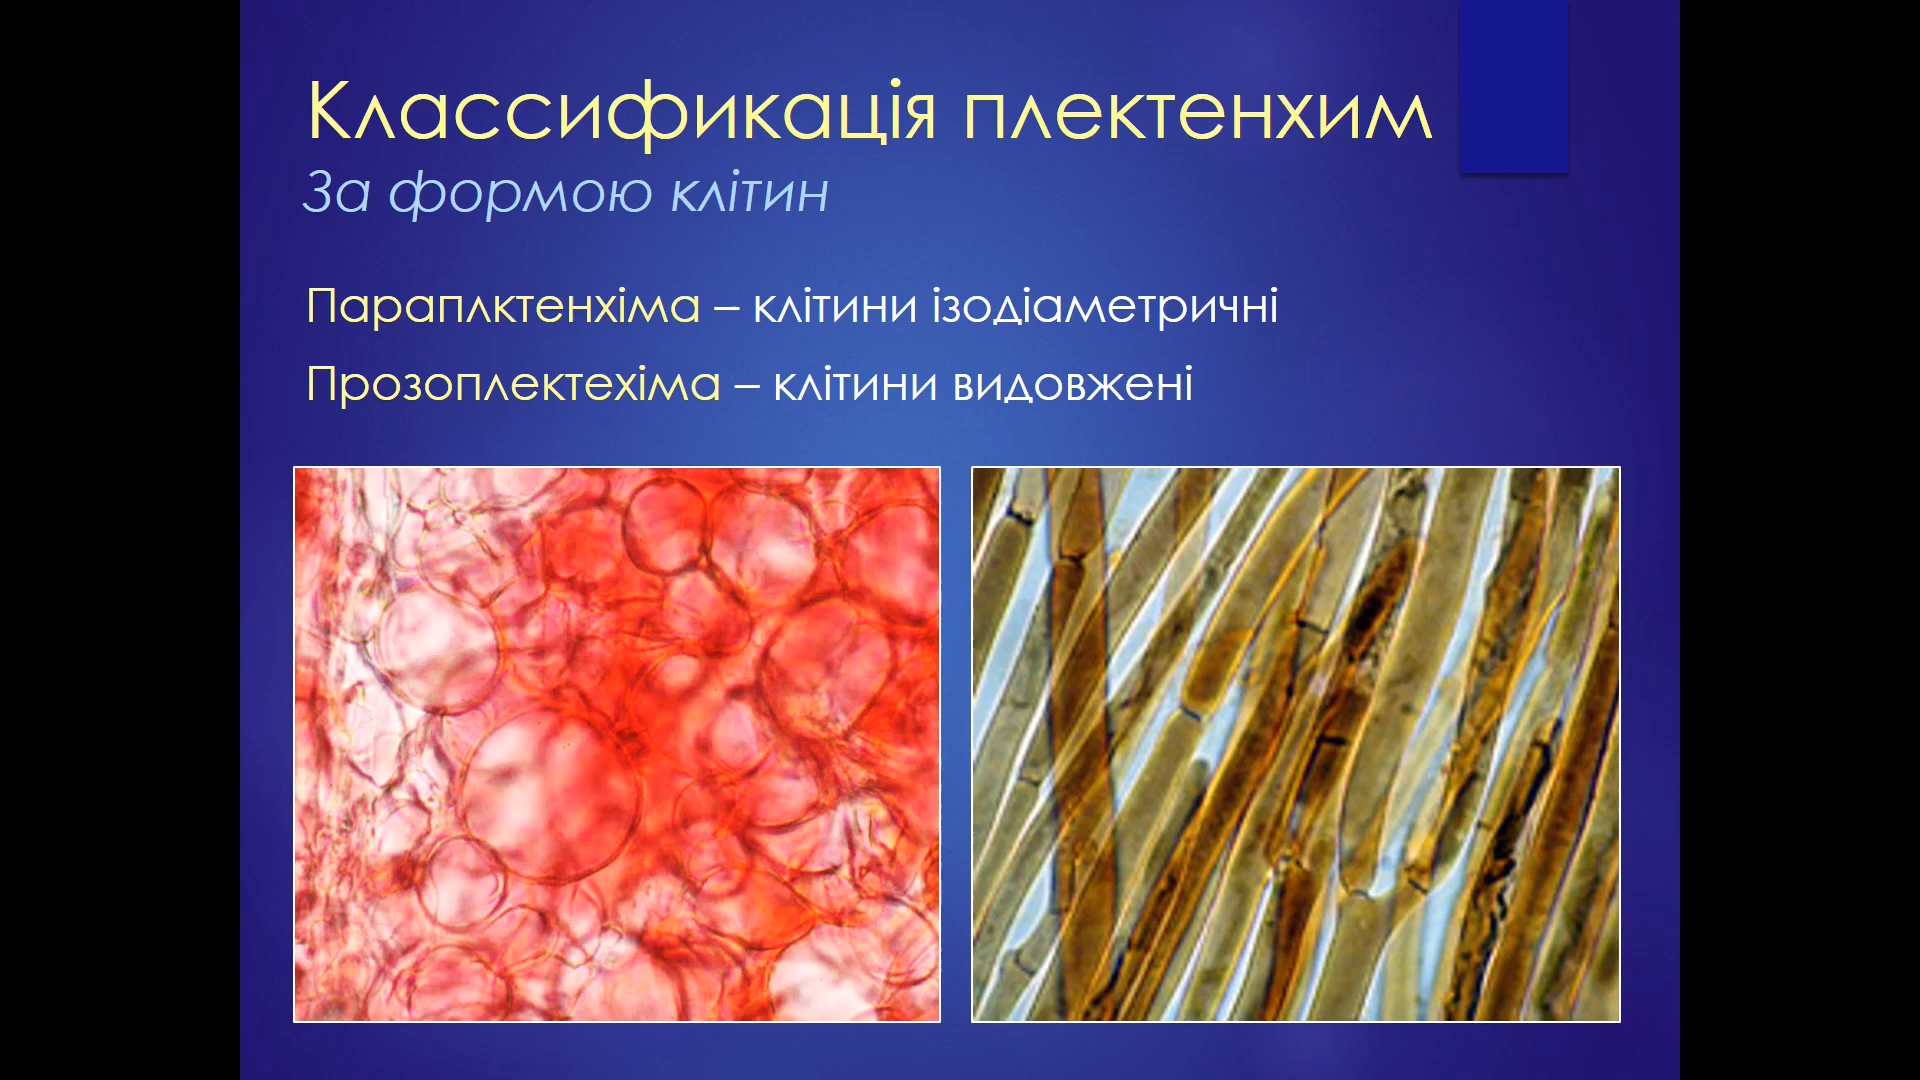 Классификація плектенхим
За формою клітин
Параплктенхіма – клітини ізодіаметричні
Прозоплектехіма – клітини видовжені